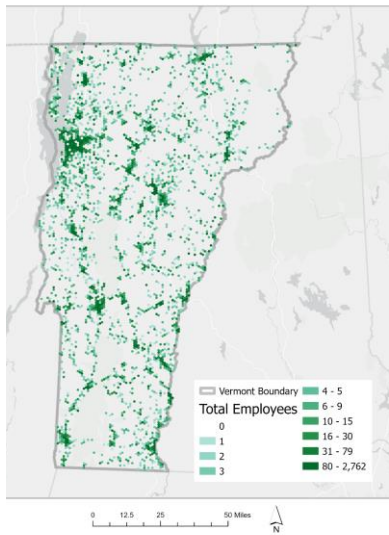 Vermont Boundary
Total Employees
0
1
2
3
4 - 5
6 - 9
10 - 15
16 - 30
31 - 79
80 - 2,762
0 12.5 25 50 Miles
N